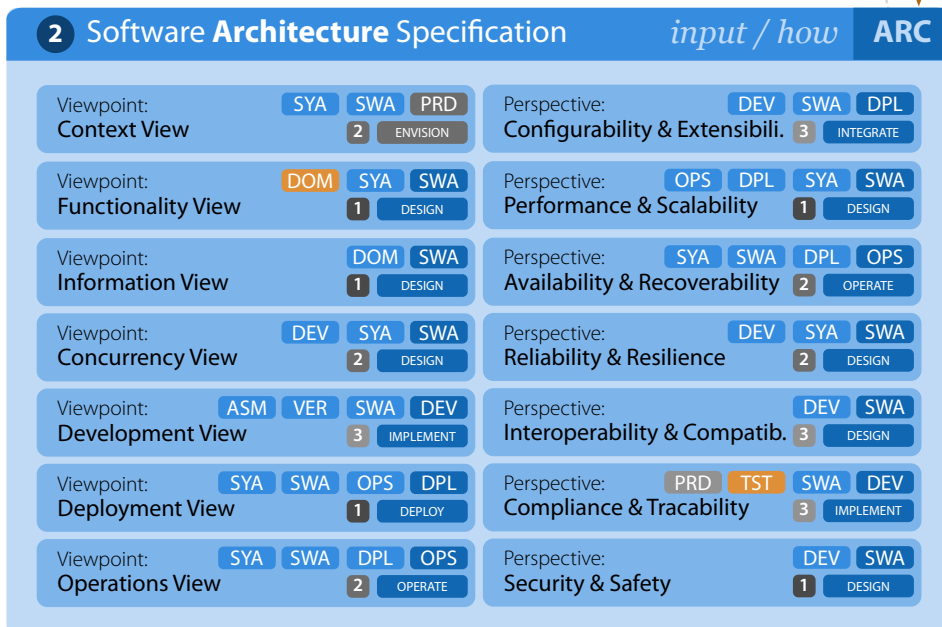 2 Software Architecture Specification input / how ARC
Viewpoint: SYA SWA PRD
Context View 2 ENVISION
Viewpoint: DOM SYA SWA
Functionality View 1 DESIGN
Viewpoint: DOM SWA
Information View 1 DESIGN
Viewpoint: DEV SYA SWA
Concurrency View 2 DESIGN
Viewpoint: ASM VER SWA DEV
Development View 3 IMPLEMENT
Viewpoint: SYA SWA OPS DPL
Deployment View 1 DEPLOY
Viewpoint: SYA SWA DPL OPS
Operations View 2 OPERATE
Perspective: DEV SWA DPL
Configurability & Extensibili. 3 INTEGRATE
Perspective: OPS DPL SYA SWA
Performance & Scalability 1 DESIGN
Perspective: SYA SWA DPL OPS
Availability & Recoverability 2 OPERATE
Perspective: DEV SYA SWA
Reliability & Resilience 2 DESIGN
Perspective: DEV SWA
Interoperability & Compatib. 3 DESIGN
Perspective: PRD TST SWA DEV
Compliance & Tracability 3 IMPLEMENT
Perspective: DEV SWA
Security & Safety 1 DESIGN